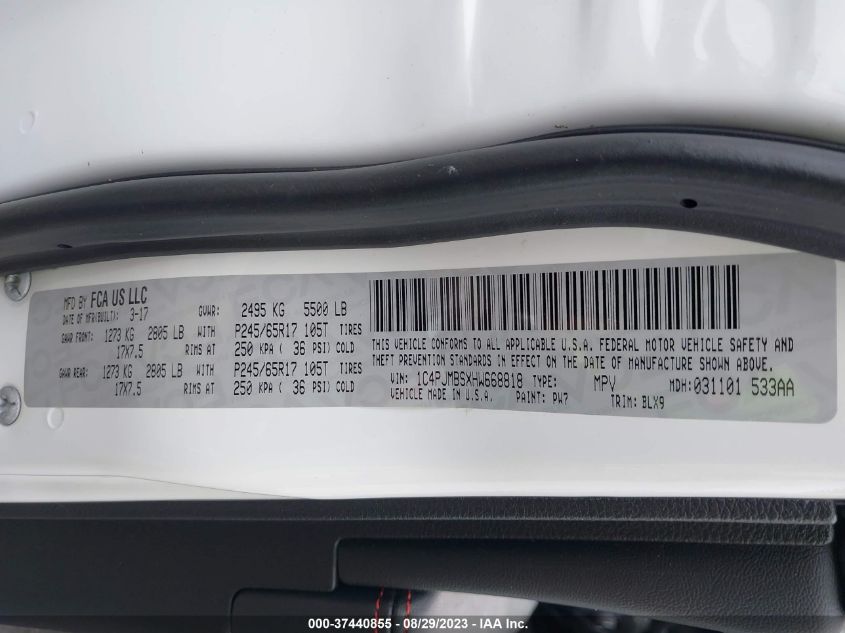 MFD BY FCA US LLC
DATE OF MFR(BUILT): 3-17 GVWR: 2495 KG 5500 LB
GAWR FRONT: 1273 KG 2805 LB WITH P245/65R17 105T TIRES
17X7.5 RIMS AT 250 KPA ( 36 PSI) COLD
GAWR REAR: 1273 KG 2805 LB WITH P245/65R17 105T TIRES
17X7.5 RIMS AT 250 KPA ( 36 PSI) COLD
THIS VEHICLE CONFORMS TO ALL APPLICABLE U.S.A. FEDERAL MOTOR VEHICLE SAFETY AND
THEFT PREVENTION STANDARDS IN EFFECT ON THE DATE OF MANUFACTURE SHOWN ABOVE.
VIN: 1C4PJMBSXHW668818 TYPE: MPV MDH: 031101 533AA
VEHICLE MADE IN U.S.A. PAINT: PW7 TRIM: BLX9
000-37440855 - 08/29/2023 - IAA Inc.